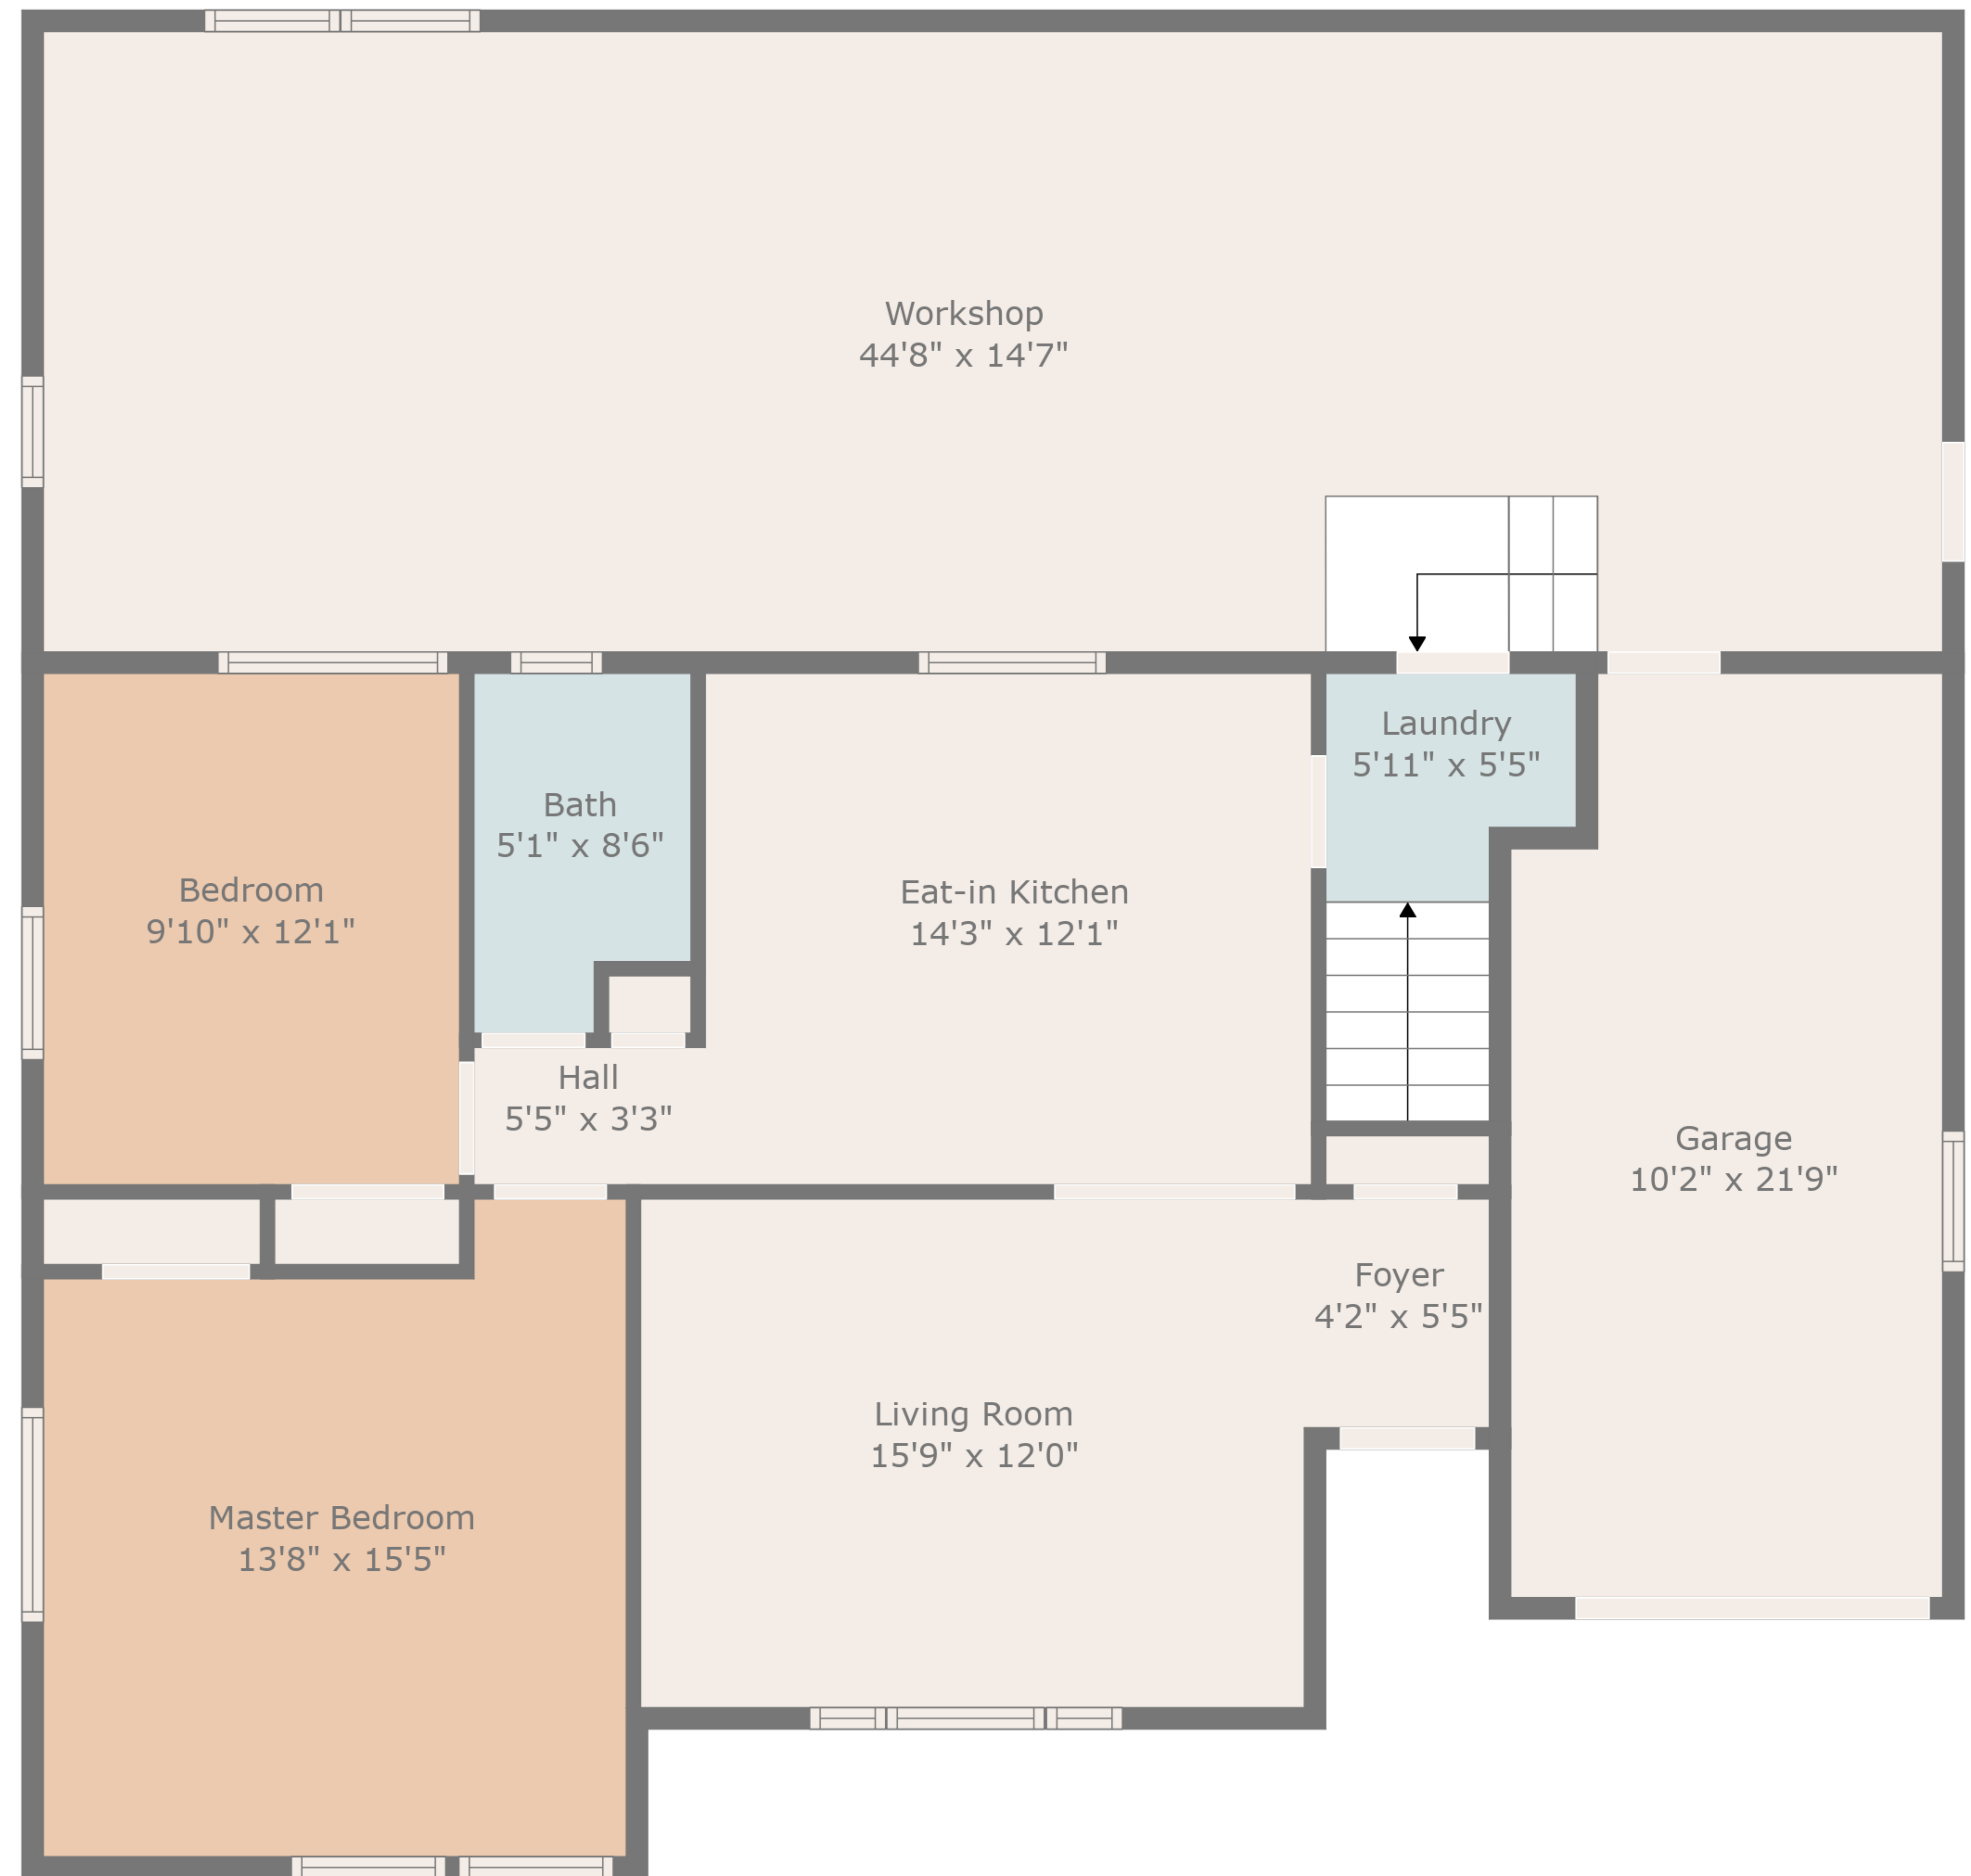 Workshop
44'8" x 14'7"
Laundry
5'11" x 5'5"
Bath
5'1" x 8'6"
Bedroom
9'10" x 12'1"
Eat-in Kitchen
14'3" x 12'1"
Hall
5'5" x 3'3"
Garage
10'2" x 21'9"
Foyer
4'2" x 5'5"
Living Room
15'9" x 12'0"
Master Bedroom
13'8" x 15'5"